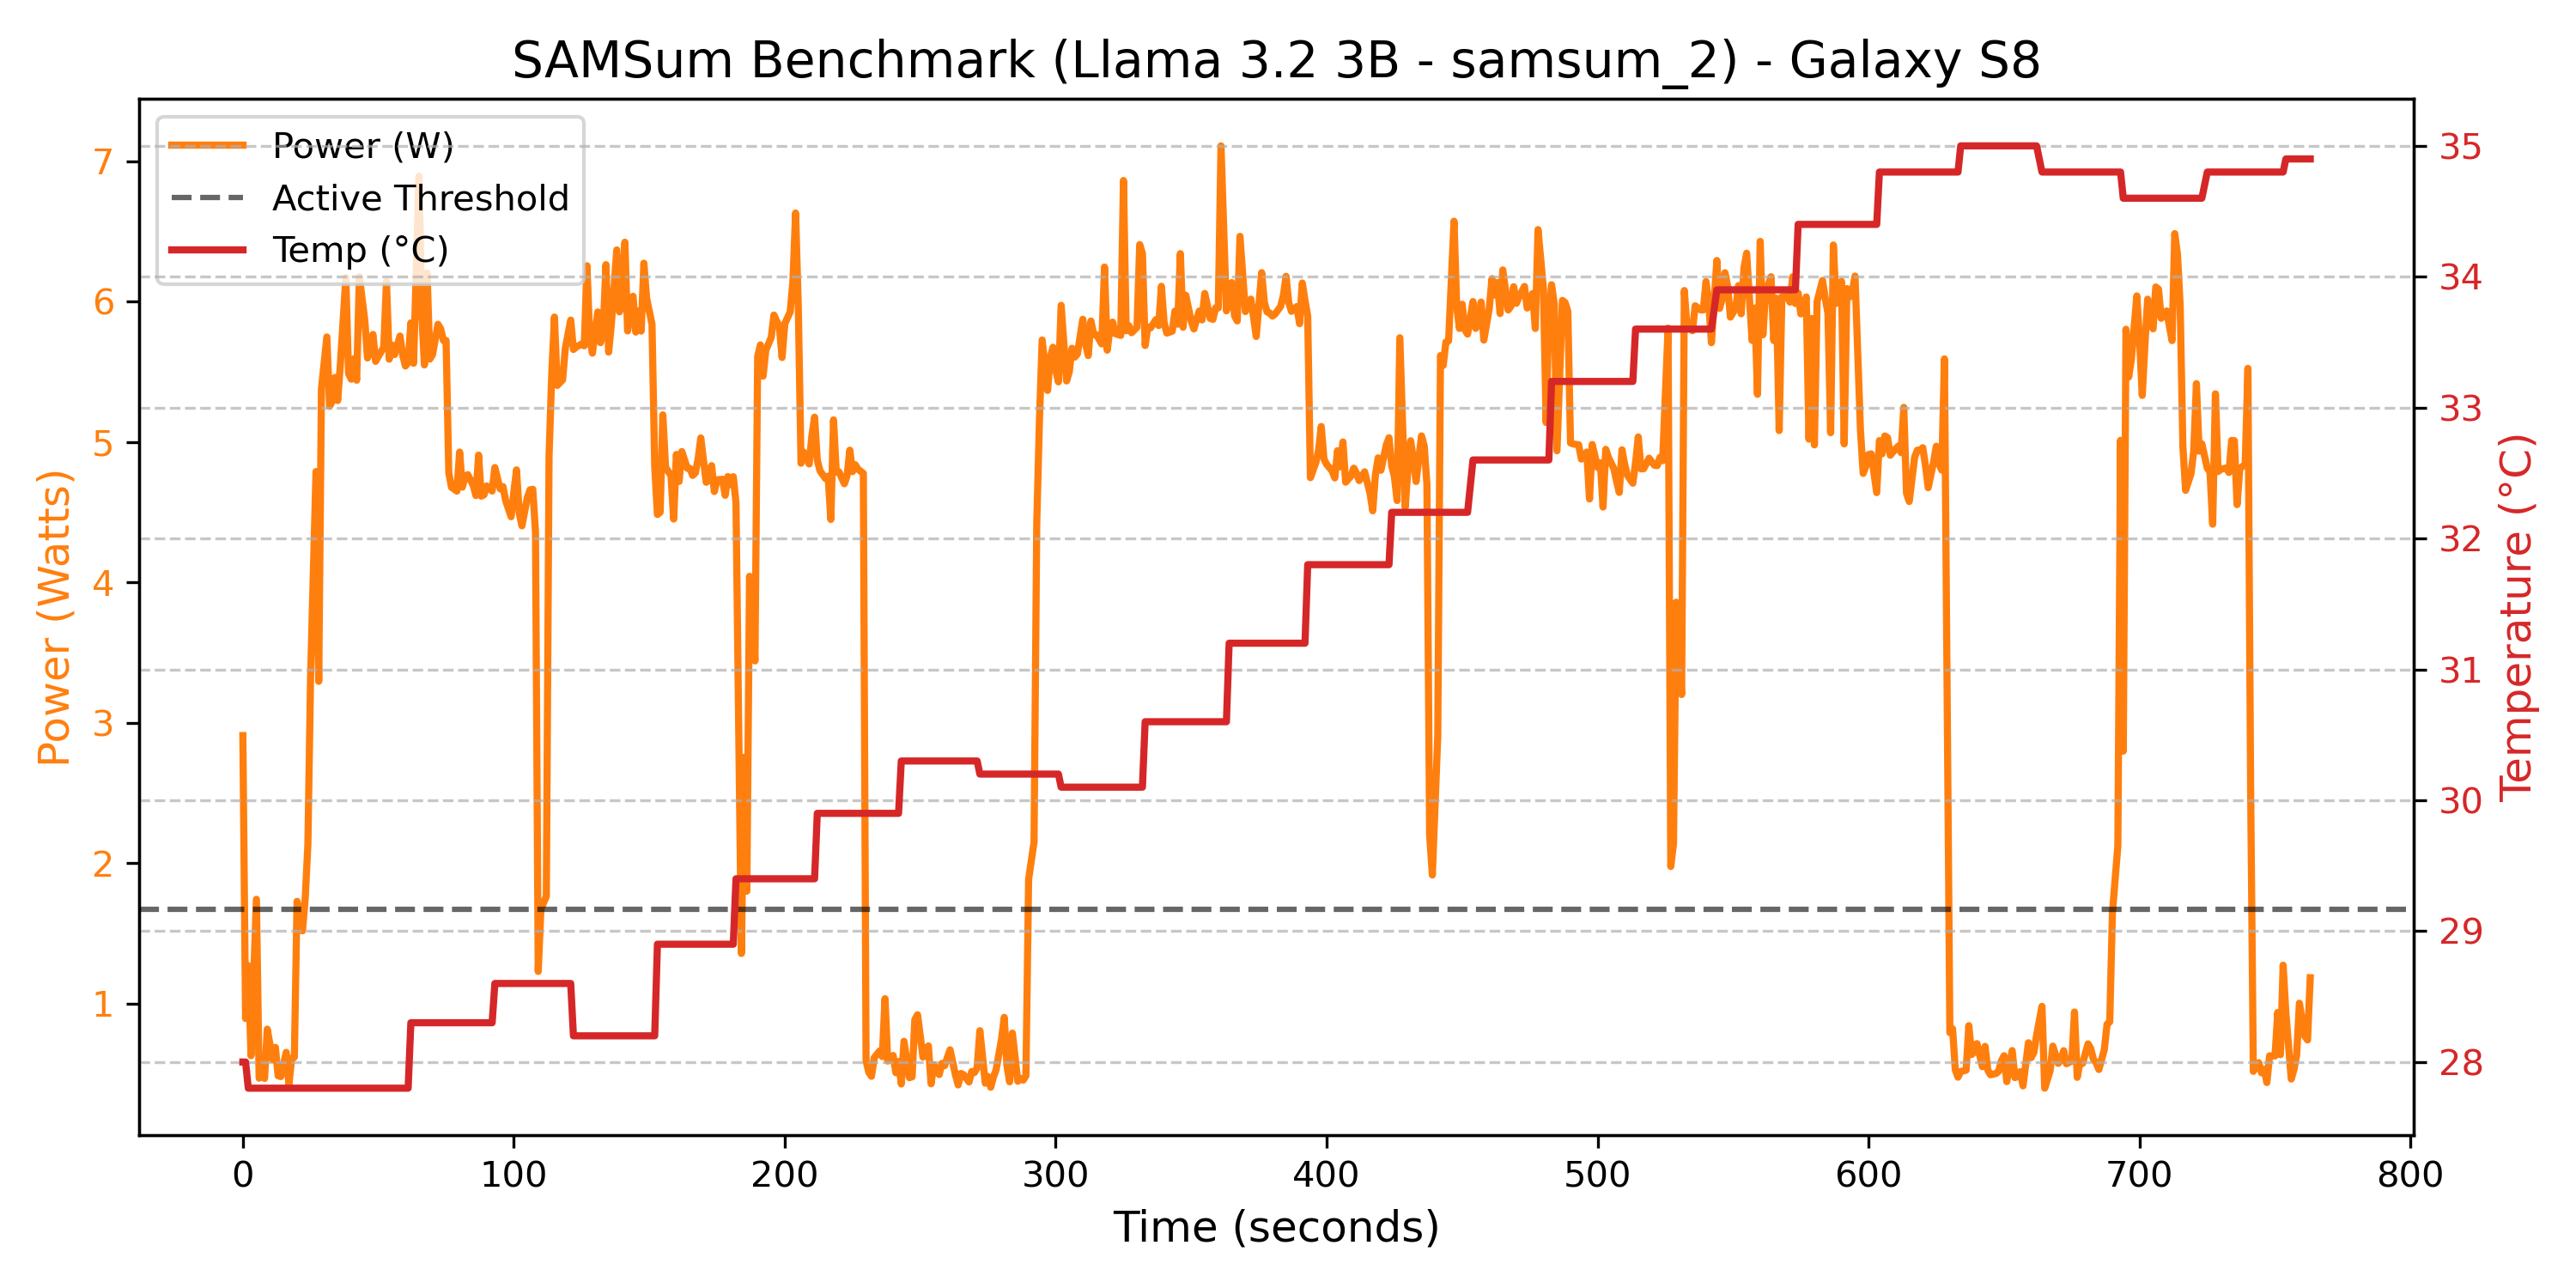 SAMSum Benchmark (Llama 3.2 3B - samsum_2) - Galaxy S8
Power (W)
Active Threshold
Temp (°C)
Power (Watts)
7
6
5
4
3
2
1
35
34
33
32
31
30
29
28
Temperature (°C)
0 100 200 300 400 500 600 700 800
Time (seconds)